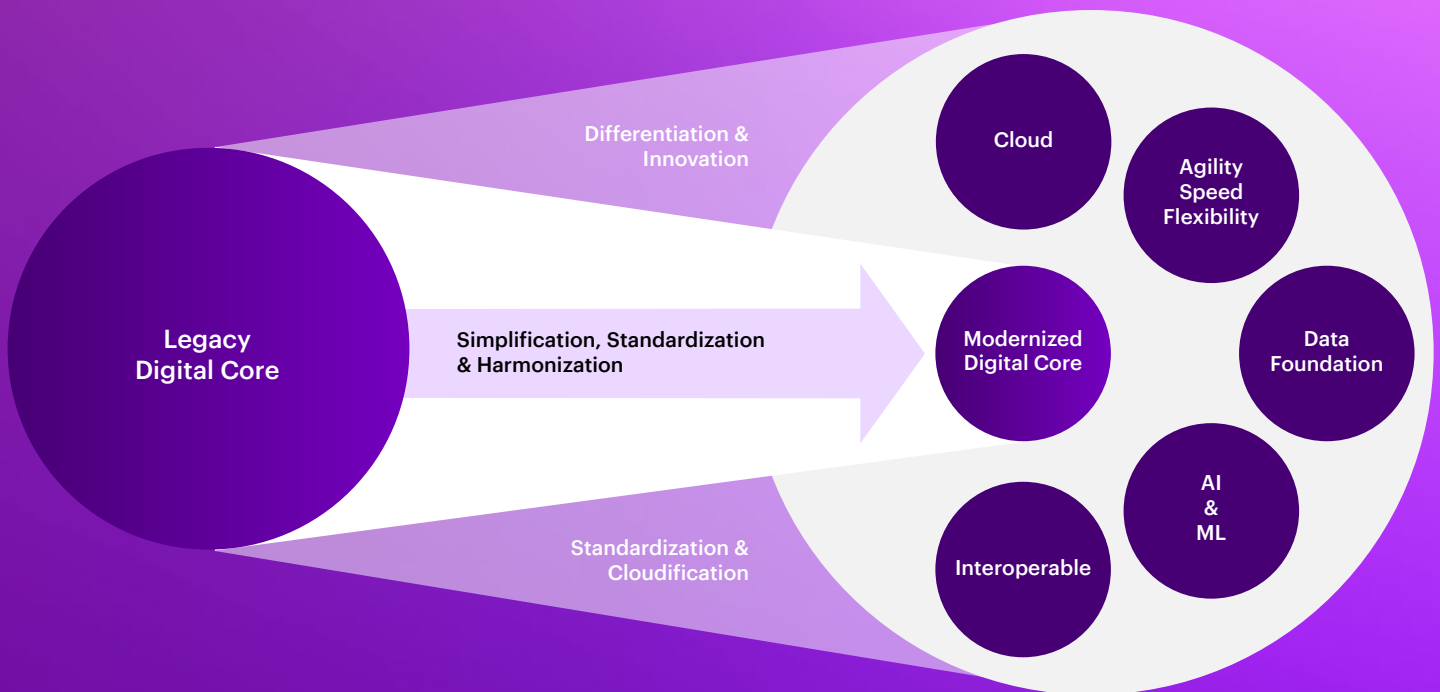 Differentiation &
Innovation
Legacy
Digital Core
Simplification, Standardization
& Harmonization
Standardization &
Cloudification
Cloud
Agility
Speed
Flexibility
Modernized
Digital Core
Data
Foundation
AI
&
ML
Interoperable